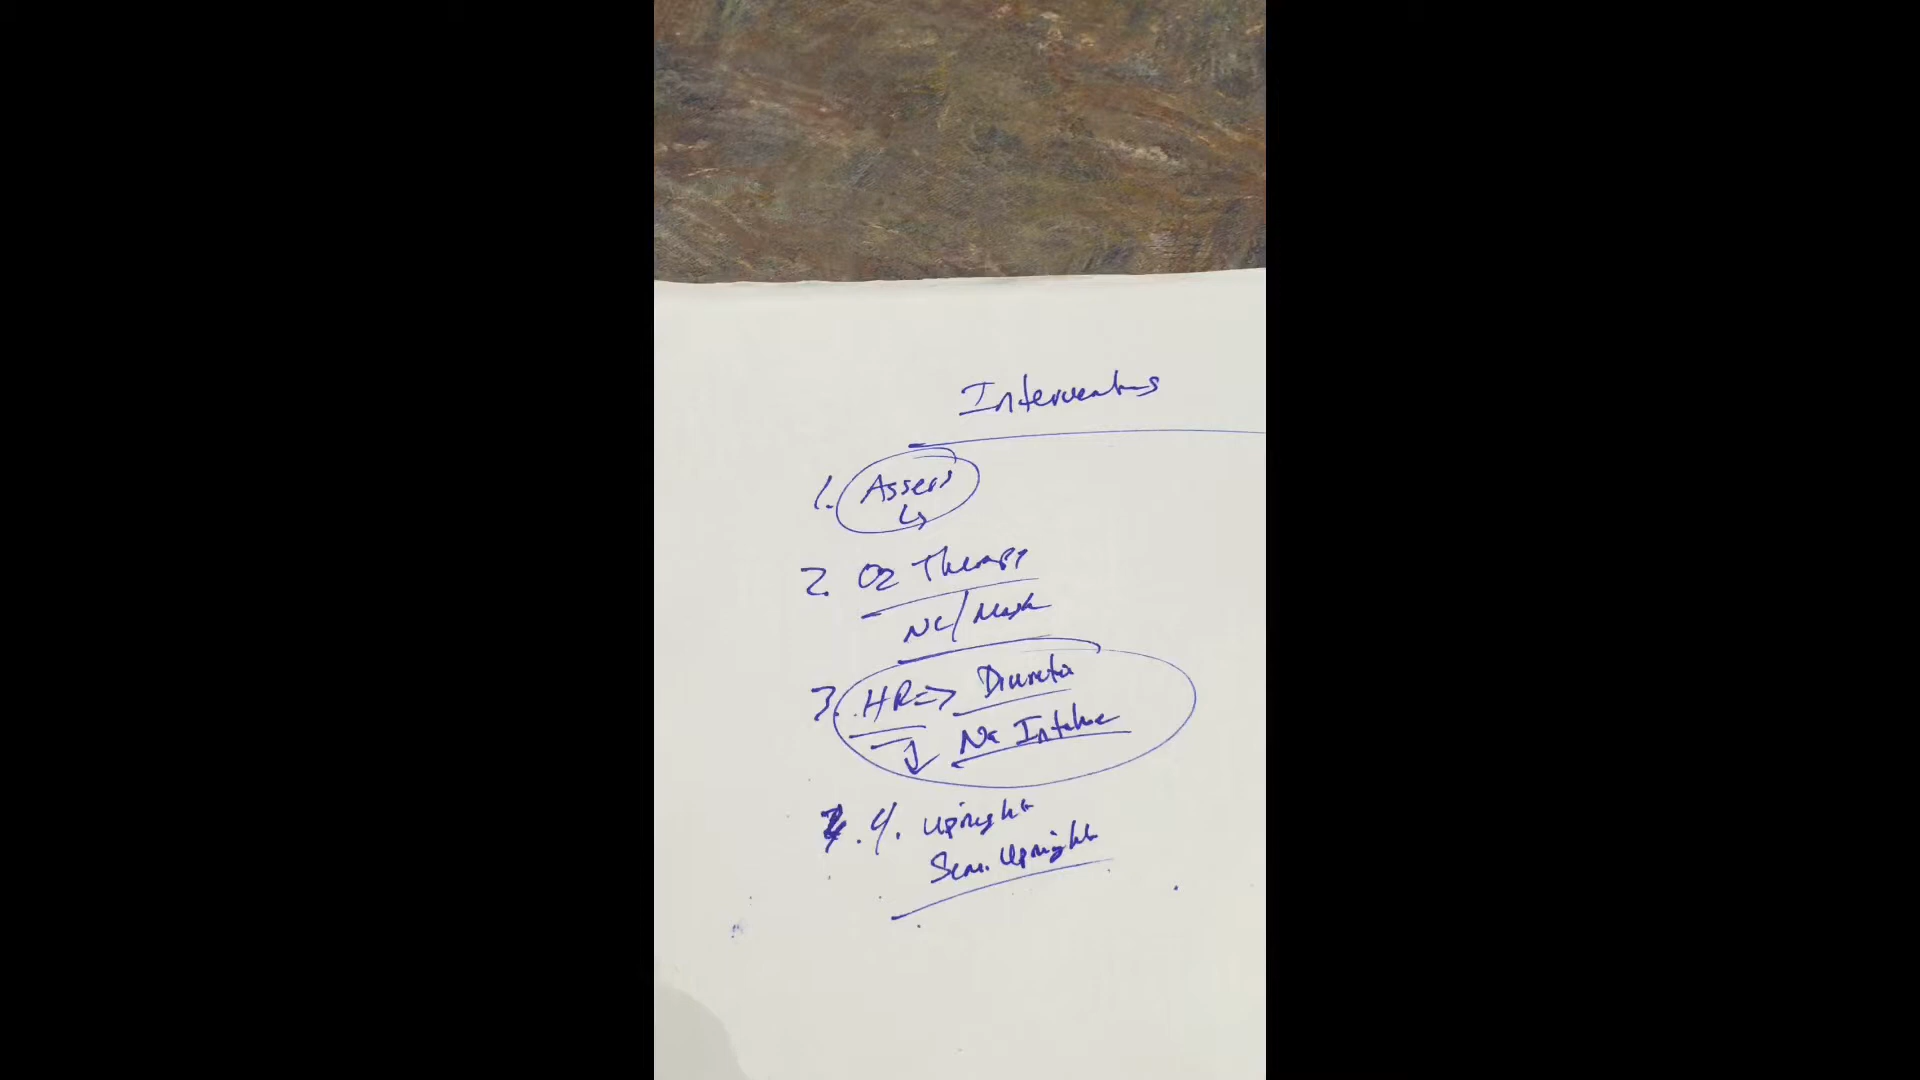 Interventions
1. Assess
2. O2 Therapy
NC/Mask
3. HR=> Diuretic
Na Intake
4. Upright
Semi. Upright